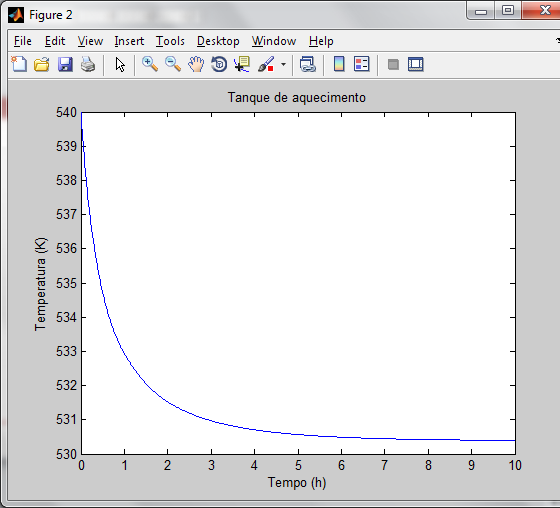 Figure 2
File Edit View Insert Tools Desktop Window Help
Tanque de aquecimento
540
539
538
537
536
535
534
533
532
531
530
Temperatura (K)
0 1 2 3 4 5 6 7 8 9 10
Tempo (h)